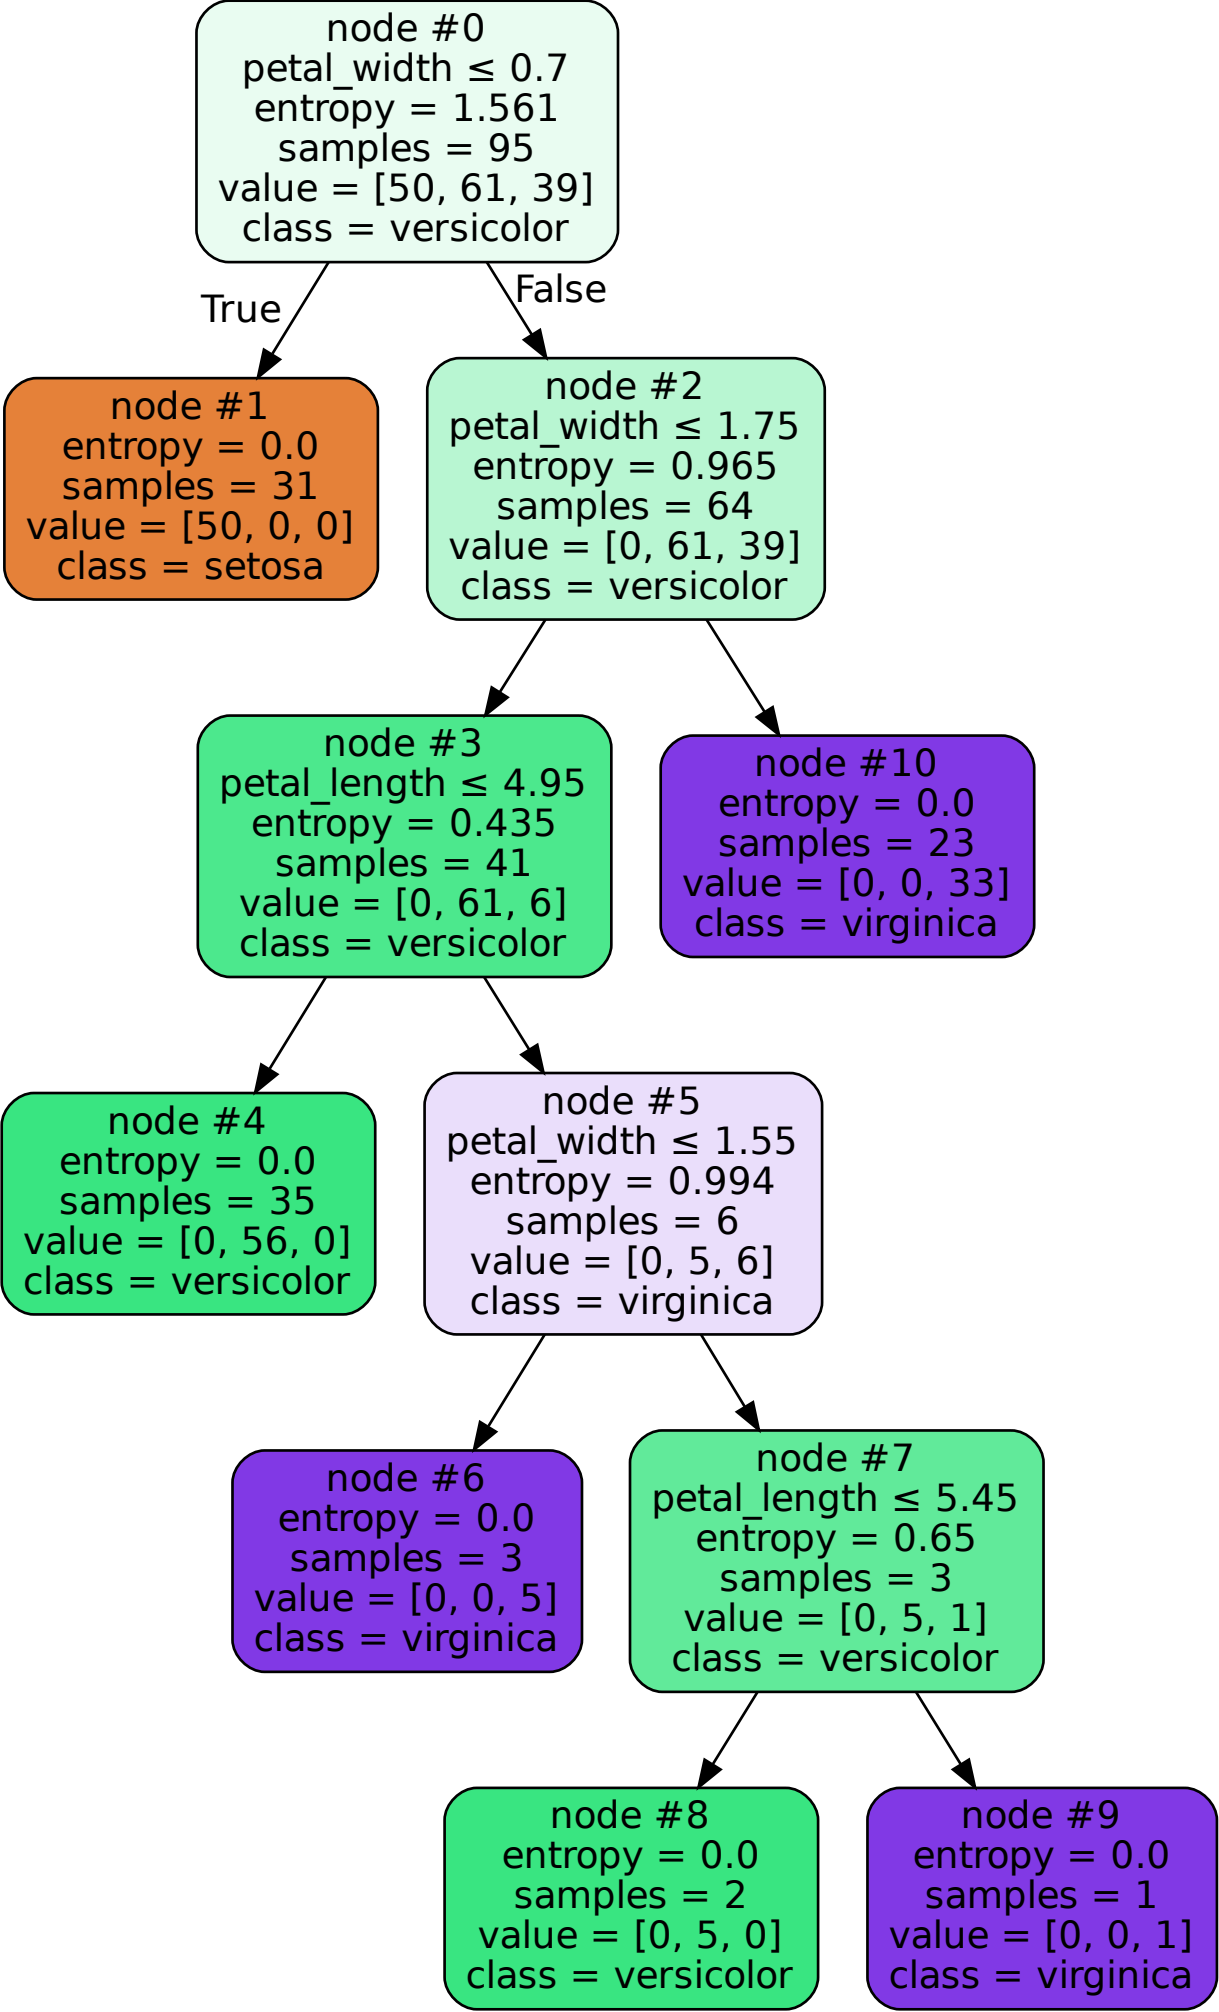 node #0
petal_width ≤ 0.7
entropy = 1.561
samples = 95
value = [50, 61, 39]
class = versicolor
True
False
node #1
entropy = 0.0
samples = 31
value = [50, 0, 0]
class = setosa
node #2
petal_width ≤ 1.75
entropy = 0.965
samples = 64
value = [0, 61, 39]
class = versicolor
node #3
petal_length ≤ 4.95
entropy = 0.435
samples = 41
value = [0, 61, 6]
class = versicolor
node #10
entropy = 0.0
samples = 23
value = [0, 0, 33]
class = virginica
node #4
entropy = 0.0
samples = 35
value = [0, 56, 0]
class = versicolor
node #5
petal_width ≤ 1.55
entropy = 0.994
samples = 6
value = [0, 5, 6]
class = virginica
node #6
entropy = 0.0
samples = 3
value = [0, 0, 5]
class = virginica
node #7
petal_length ≤ 5.45
entropy = 0.65
samples = 3
value = [0, 5, 1]
class = versicolor
node #8
entropy = 0.0
samples = 2
value = [0, 5, 0]
class = versicolor
node #9
entropy = 0.0
samples = 1
value = [0, 0, 1]
class = virginica